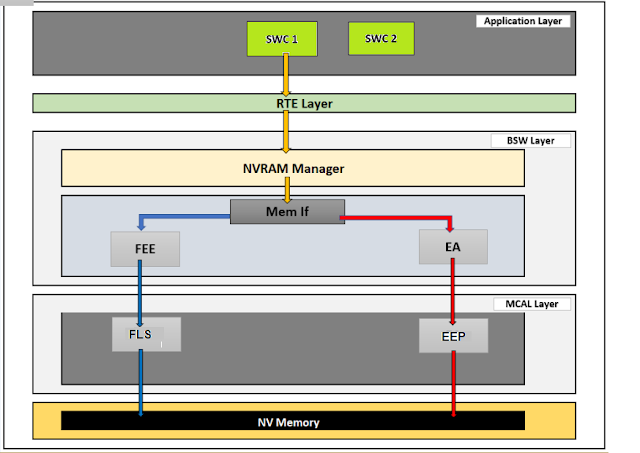 Application Layer
SWC 1
SWC 2
RTE Layer
BSW Layer
NVRAM Manager
Mem If
FEE
EA
MCAL Layer
FLS
EEP
NV Memory